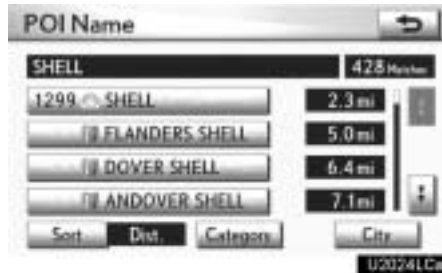 POI Name
SHELL 428 Matches
1299 SHELL 2.3 mi
FLANDERS SHELL 5.0 mi
DOVER SHELL 6.4 mi
ANDOVER SHELL 7.1 mi
Sort Dist. Category City
U2024LCa